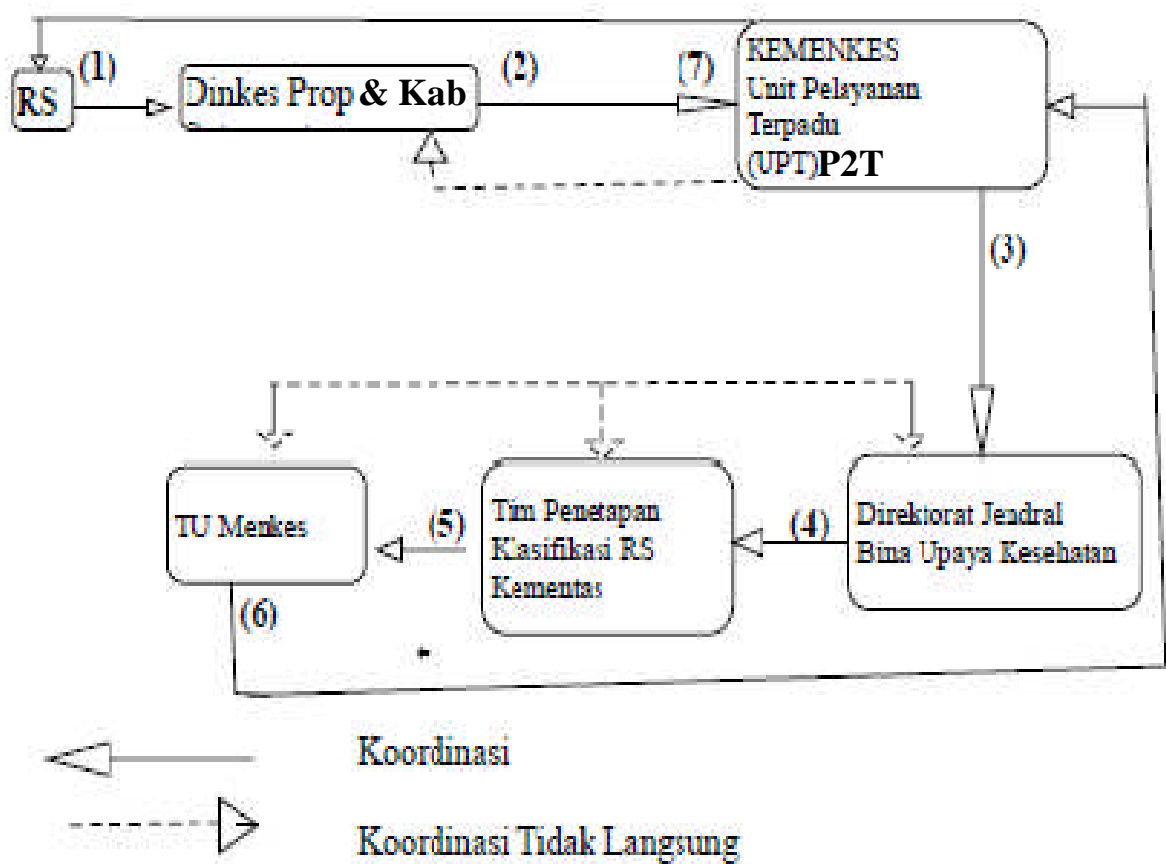 (1)
(2)
(7)
RS
Dinkes Prop & Kab
KEMENKES
Unit Pelayanan
Terpadu
(UPT)P2T
(3)
TU Menkes
(5)
Tim Penetapan
Klasifikasi RS
Kementas
(4)
Direktorat Jendral
Bina Upaya Kesehatan
(6)
Koordinasi
Koordinasi Tidak Langsung